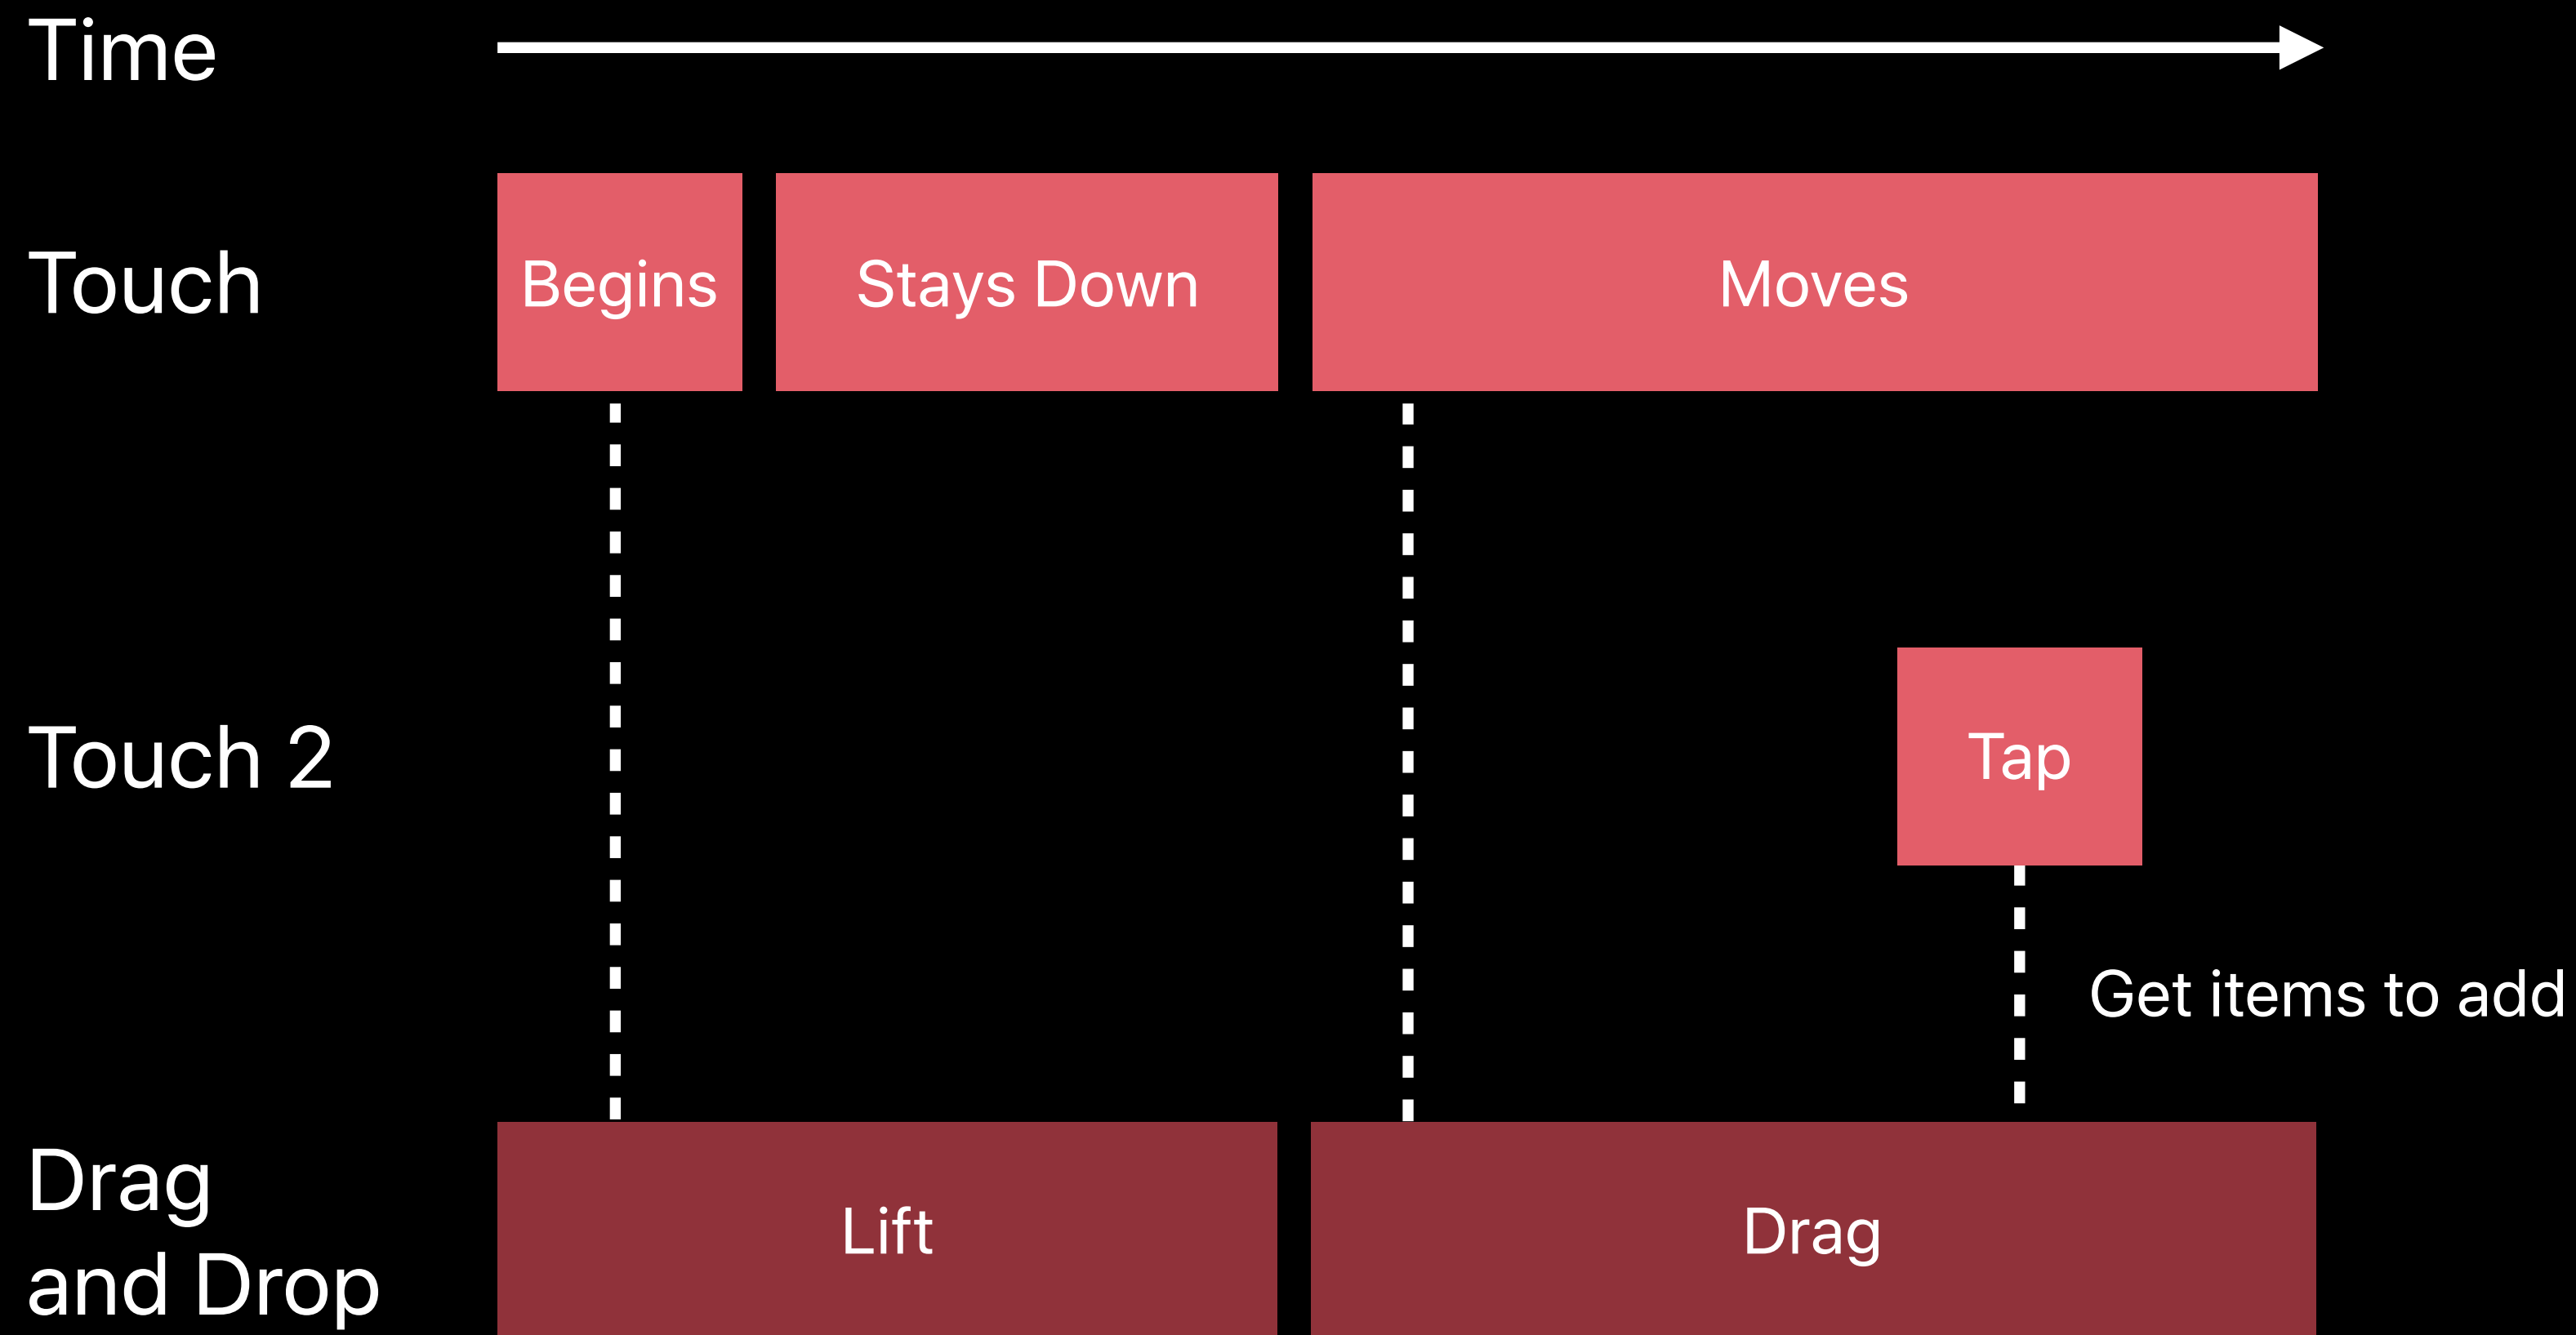 Time
Touch
Begins
Stays Down
Moves
Touch 2
Tap
Get items to add
Drag
and Drop
Lift
Drag